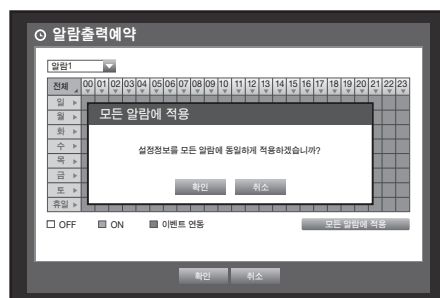 알람출력예약
알람1
전체 00 01 02 03 04 05 06 07 08 09 10 11 12 13 14 15 16 17 18 19 20 21 22 23
일
월
모든 알람에 적용
화
수
설정정보를 모든 알람에 동일하게 적용하겠습니까?
목
금
확인 취소
토
휴일
OFF ON 이벤트 연동 모든 알람에 적용
확인 취소